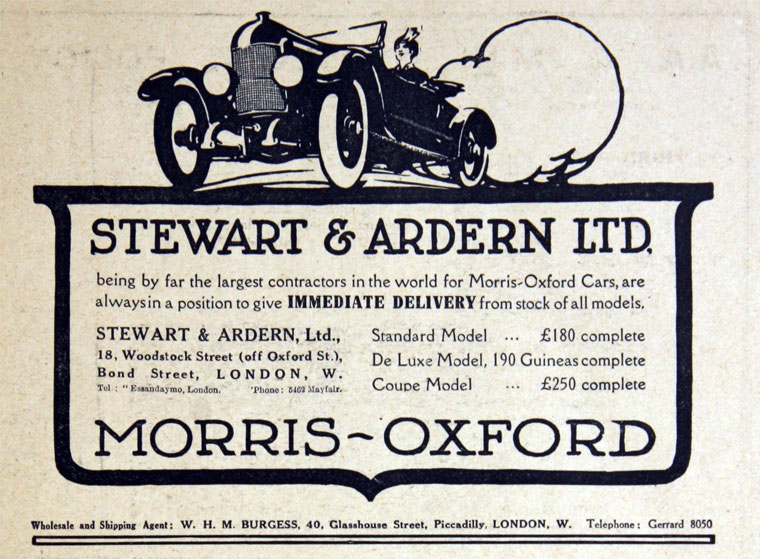 STEWART & ARDERN LTD.
being by far the largest contractors in the world for Morris-Oxford Cars, are
always in a position to give IMMEDIATE DELIVERY from stock of all models.
STEWART & ARDERN, Ltd.,
18, Woodstock Street (off Oxford St.),
Bond Street, LONDON, W.
Tel : "Essandaymo, London. 'Phone: 5462 Mayfair.
Standard Model ... £180 complete
De Luxe Model, 190 Guineas complete
Coupe Model ... £250 complete
MORRIS~OXFORD
Wholesale and Shipping Agent: W. H. M. BURGESS, 40, Glasshouse Street, Piccadilly, LONDON, W. Telephone: Gerrard 8050